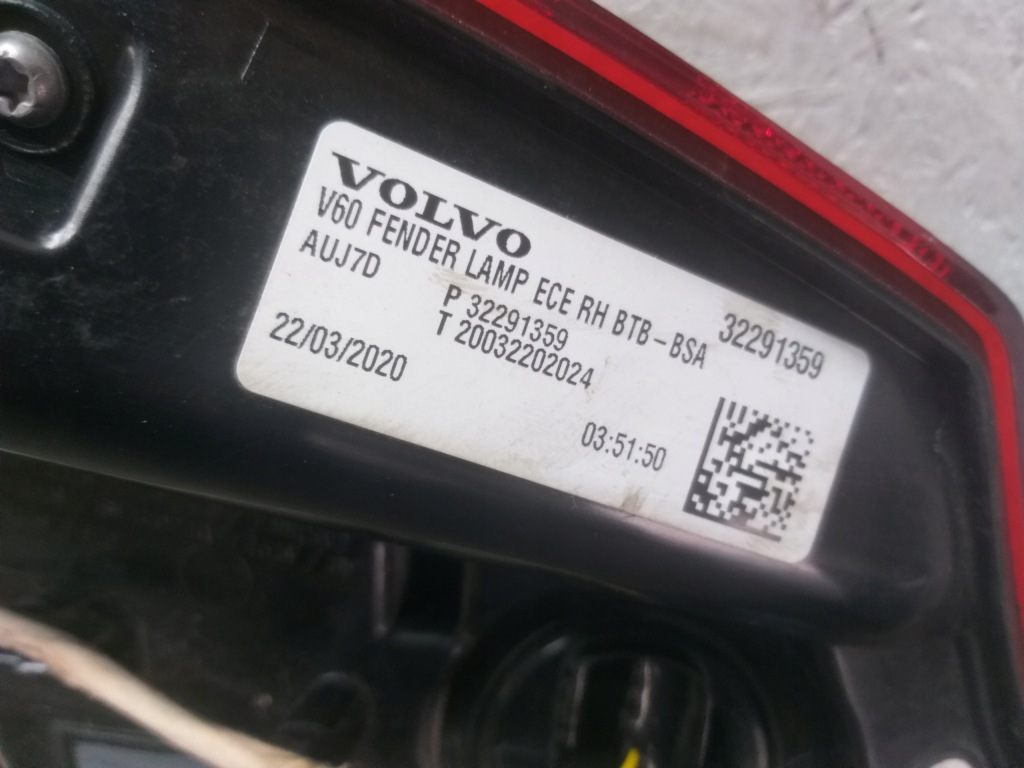 VOLVO
V60 FENDER LAMP ECE RH BTB-BSA 32291359
AUJ7D
P 32291359
T 20032202024
22/03/2020
03:51:50